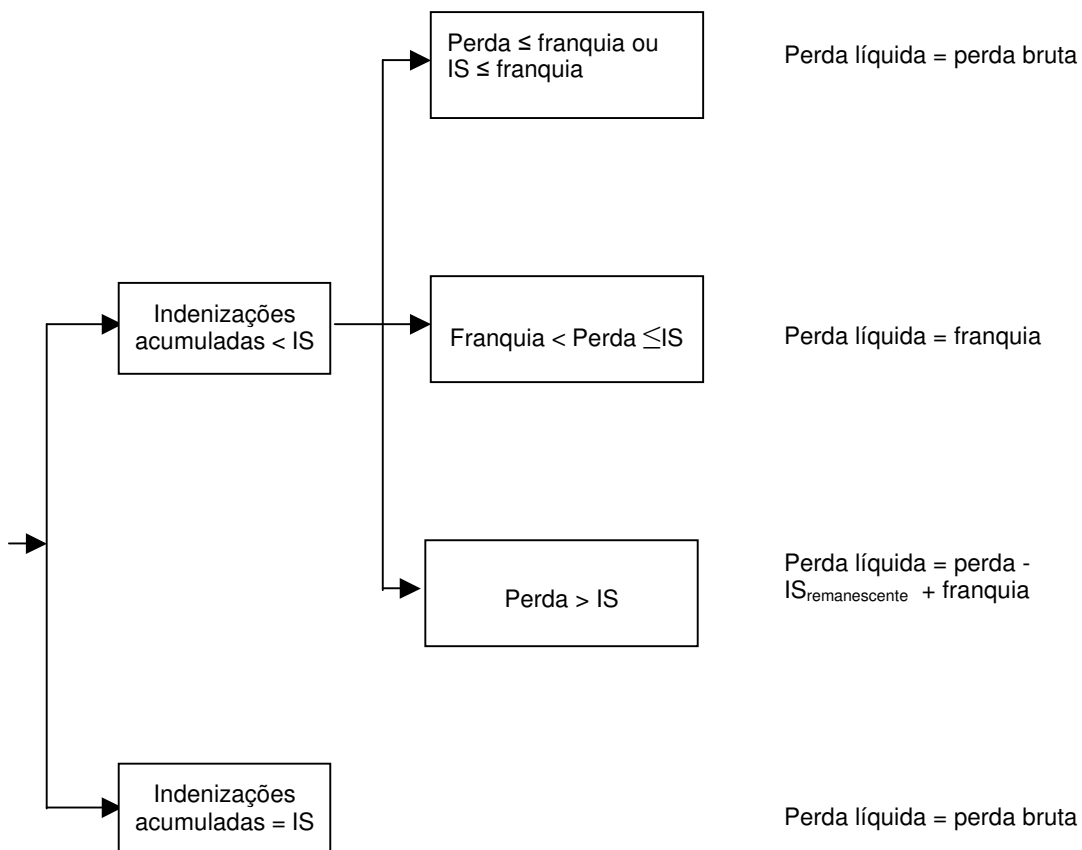 Perda ≤ franquia ou
IS ≤ franquia
Perda líquida = perda bruta
Indenizações
acumuladas < IS
Franquia < Perda ≤IS
Perda líquida = franquia
Perda > IS
Perda líquida = perda -
ISremanescente + franquia
Indenizações
acumuladas = IS
Perda líquida = perda bruta